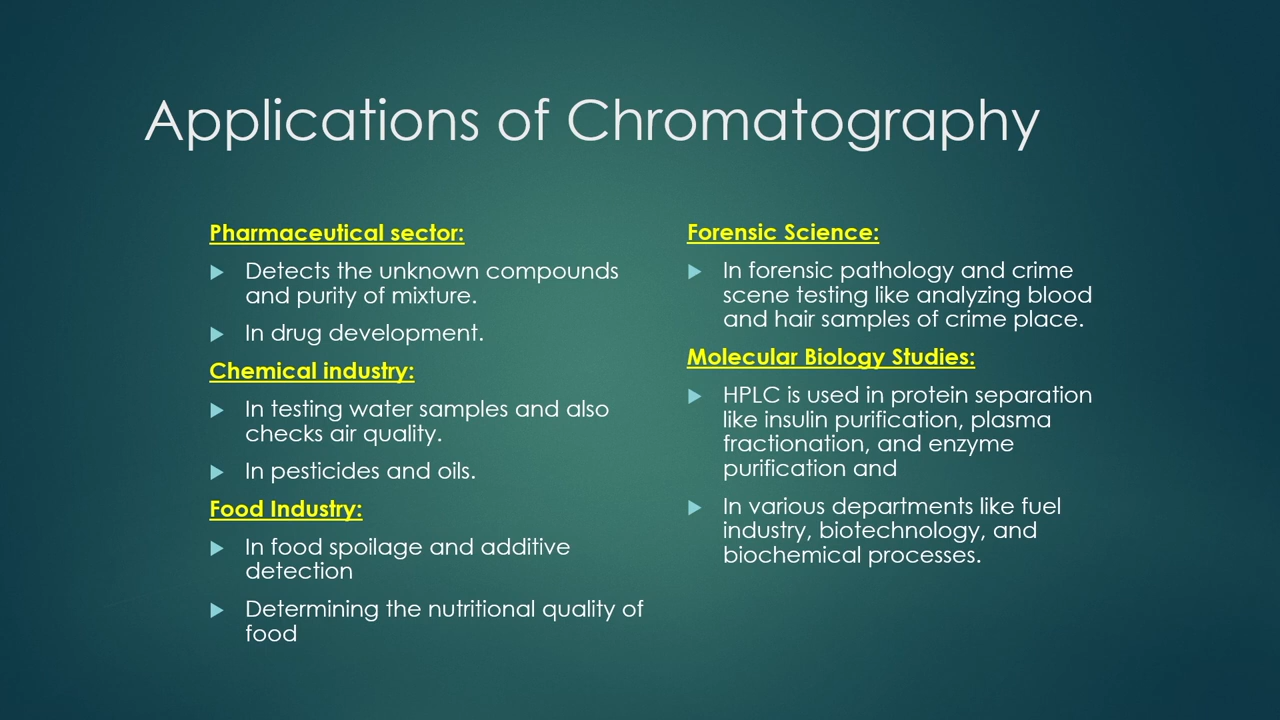 Applications of Chromatography
Pharmaceutical sector:
Detects the unknown compounds
and purity of mixture.
In drug development.
Chemical industry:
In testing water samples and also
checks air quality.
In pesticides and oils.
Food Industry:
In food spoilage and additive
detection
Determining the nutritional quality of
food
Forensic Science:
In forensic pathology and crime
scene testing like analyzing blood
and hair samples of crime place.
Molecular Biology Studies:
HPLC is used in protein separation
like insulin purification, plasma
fractionation, and enzyme
purification and
In various departments like fuel
industry, biotechnology, and
biochemical processes.